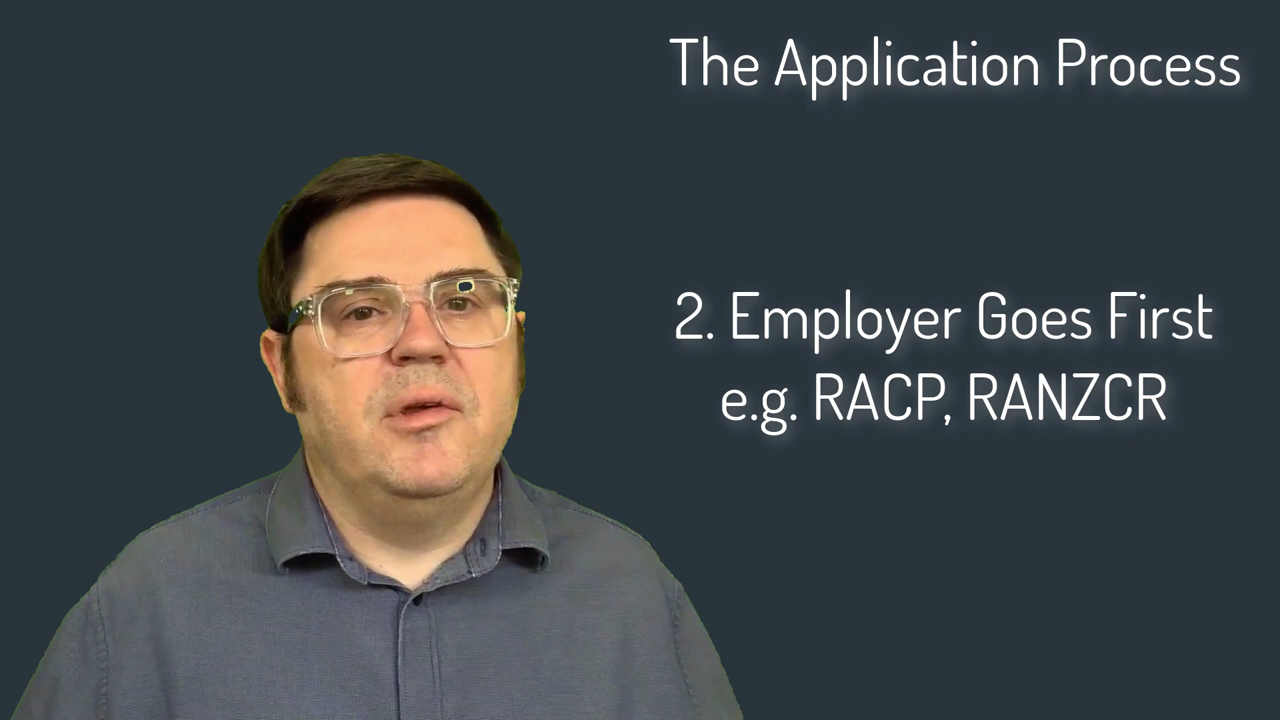 The Application Process
2. Employer Goes First
e.g. RACP, RANZCR